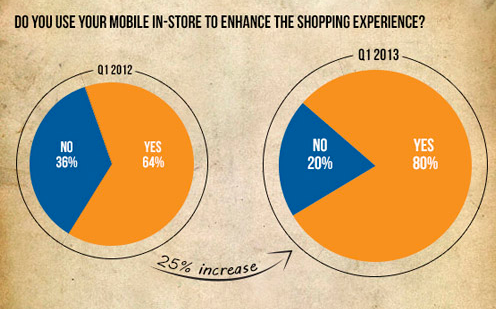 DO YOU USE YOUR MOBILE IN-STORE TO ENHANCE THE SHOPPING EXPERIENCE?
Q1 2012
NO
36%
YES
64%
Q1 2013
NO
20%
YES
80%
25% increase